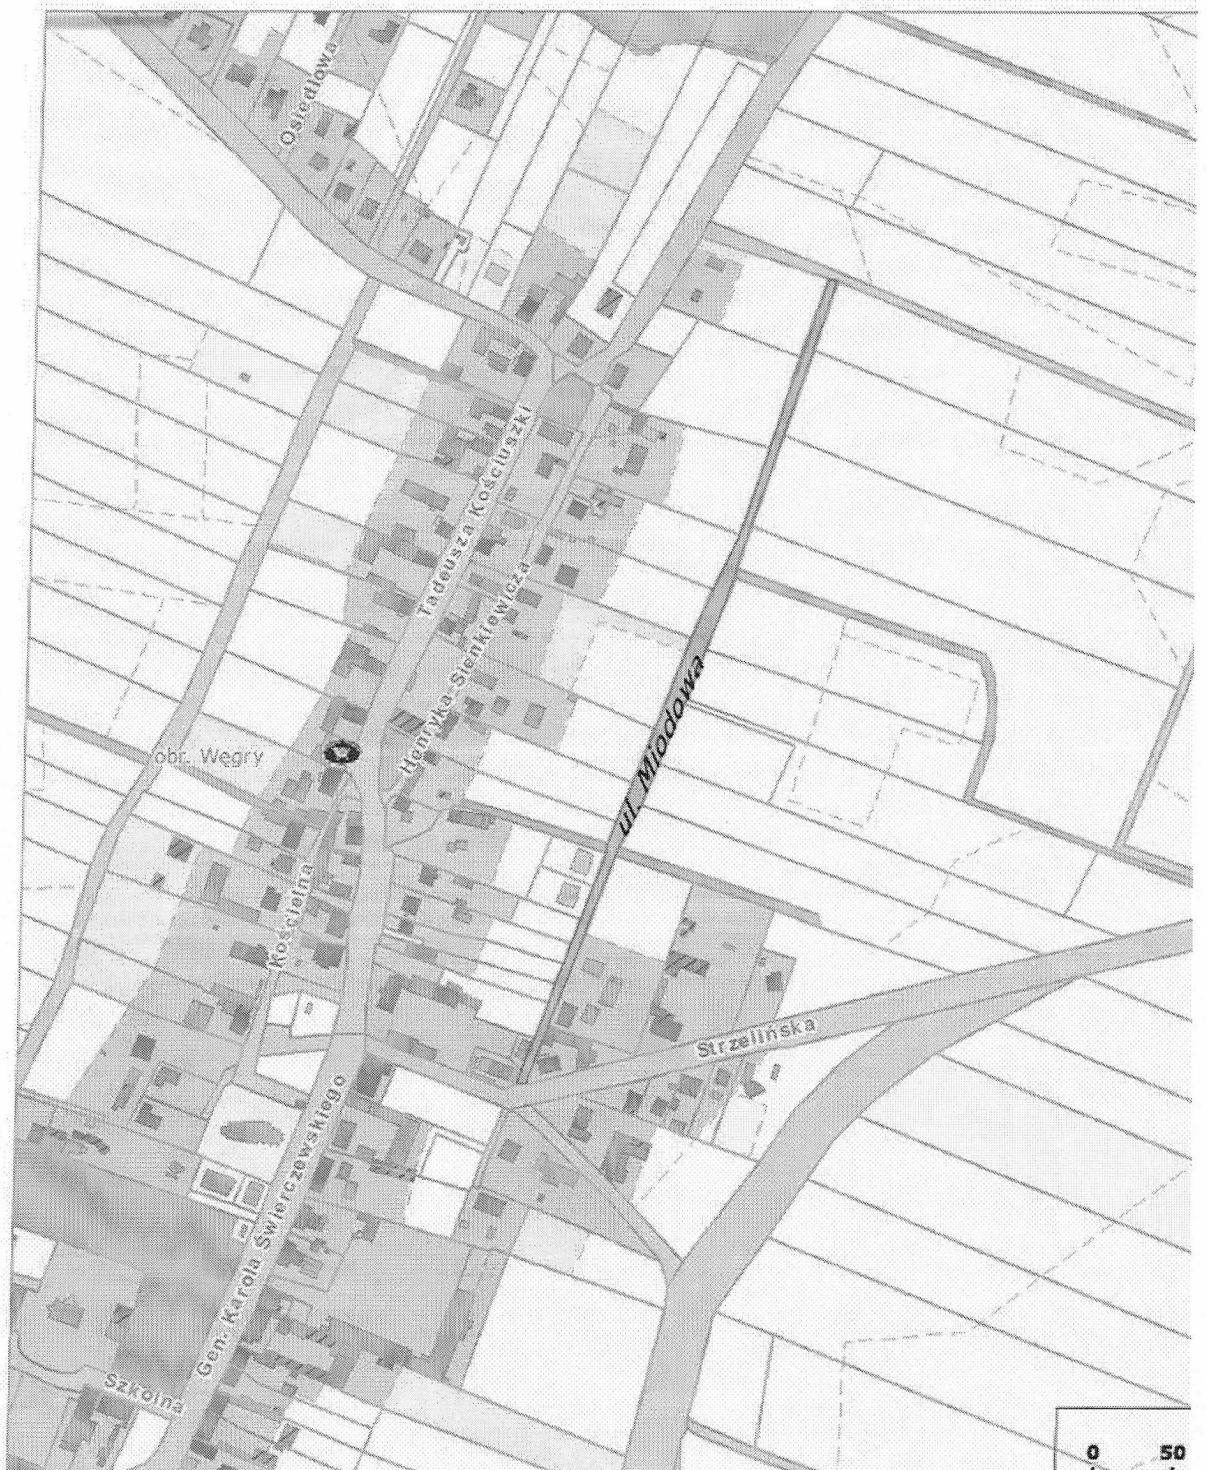 Osiedlowa
Tadeusza Kościuszki
Henryka Sienkiewicza
ul. Miodowa
obr. Węgry
Kościelna
Strzelińska
Gen. Karola Świerczewskiego
Szkolna
0 50